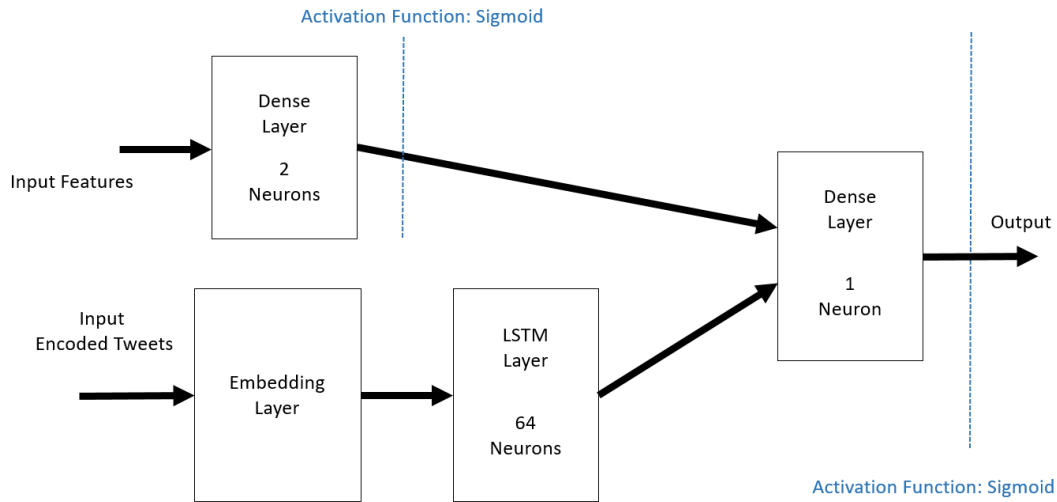 Activation Function: Sigmoid
Dense
Layer
2
Neurons
Input Features
Dense
Layer
1
Neuron
Output
Input
Encoded Tweets
Embedding
Layer
LSTM
Layer
64
Neurons
Activation Function: Sigmoid